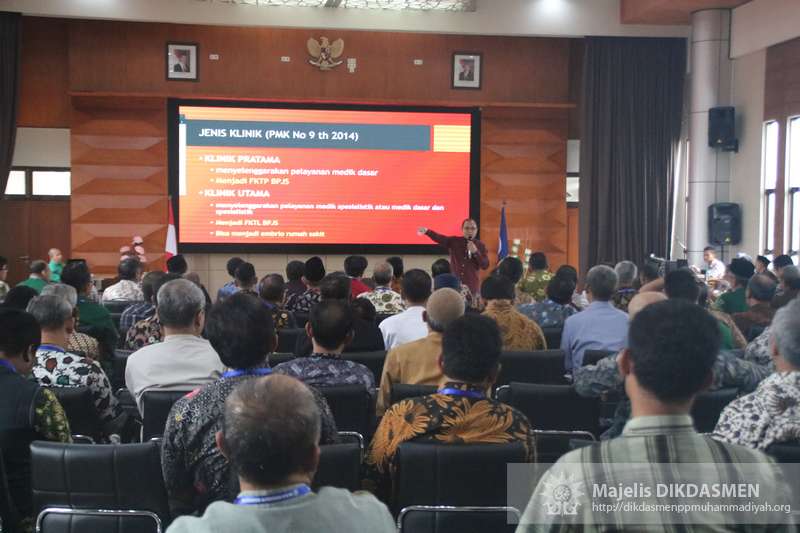 JENIS KLINIK (PMK No 9 th 2014)
• KLINIK PRATAMA
• menyelenggarakan pelayanan medik dasar
• Menjadi FKTP BPJS
• KLINIK UTAMA
• menyelenggarakan pelayanan medik spesialistik atau medik dasar dan
spesialistik
• Menjadi FKTL BPJS
• Bisa menjadi embrio rumah sakit
Majelis DIKDASMEN
http://dikdasmenppmuhammadiyah.org